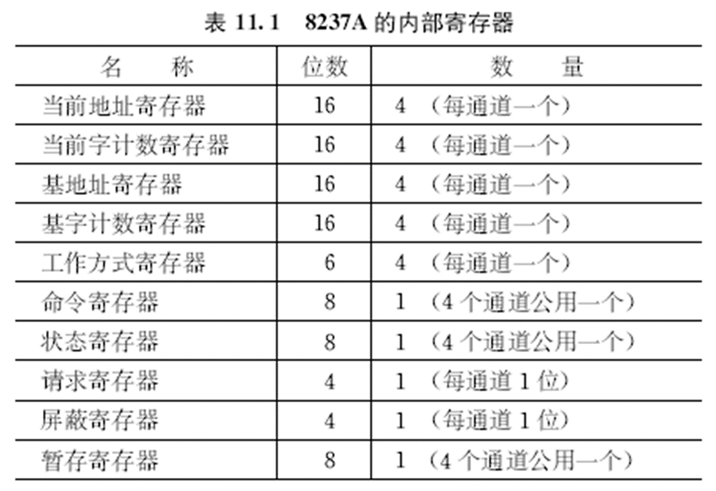 表 11.1 8237A 的内部寄存器
名 称 位数 数 量
当前地址寄存器 16 4 （每通道一个）
当前字计数寄存器 16 4 （每通道一个）
基地址寄存器 16 4 （每通道一个）
基字计数寄存器 16 4 （每通道一个）
工作方式寄存器 6 4 （每通道一个）
命令寄存器 8 1 （4 个通道公用一个）
状态寄存器 8 1 （4 个通道公用一个）
请求寄存器 4 1 （每通道 1 位）
屏蔽寄存器 4 1 （每通道 1 位）
暂存寄存器 8 1 （4 个通道公用一个）